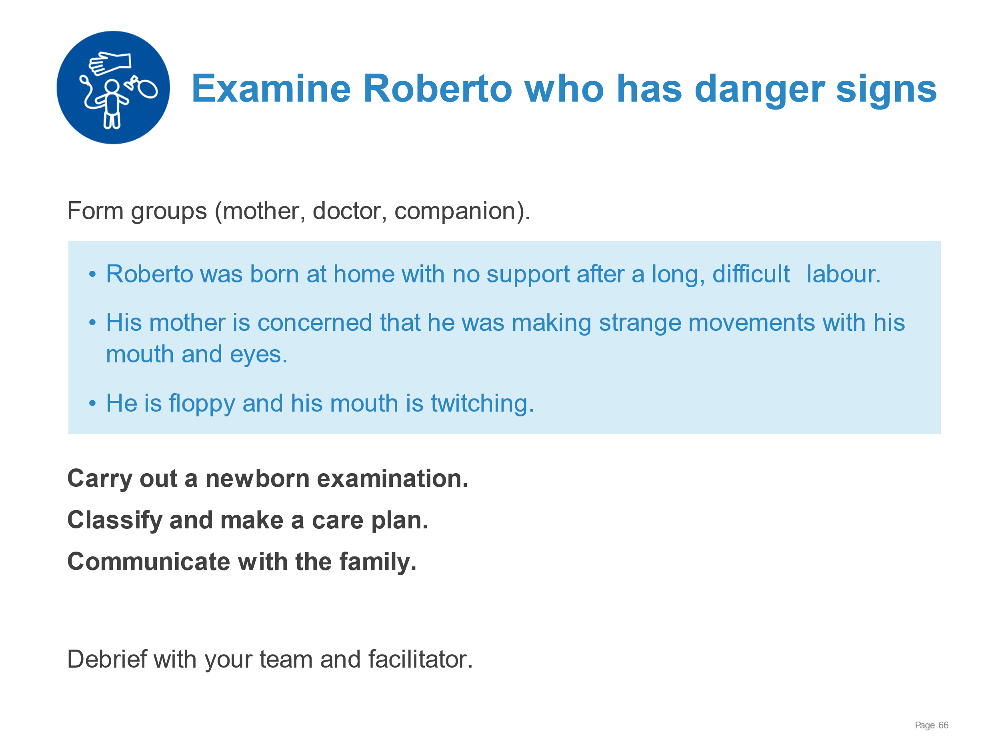 Examine Roberto who has danger signs
Form groups (mother, doctor, companion).
• Roberto was born at home with no support after a long, difficult labour.
• His mother is concerned that he was making strange movements with his
mouth and eyes.
• He is floppy and his mouth is twitching.
Carry out a newborn examination.
Classify and make a care plan.
Communicate with the family.
Debrief with your team and facilitator.
Page 66